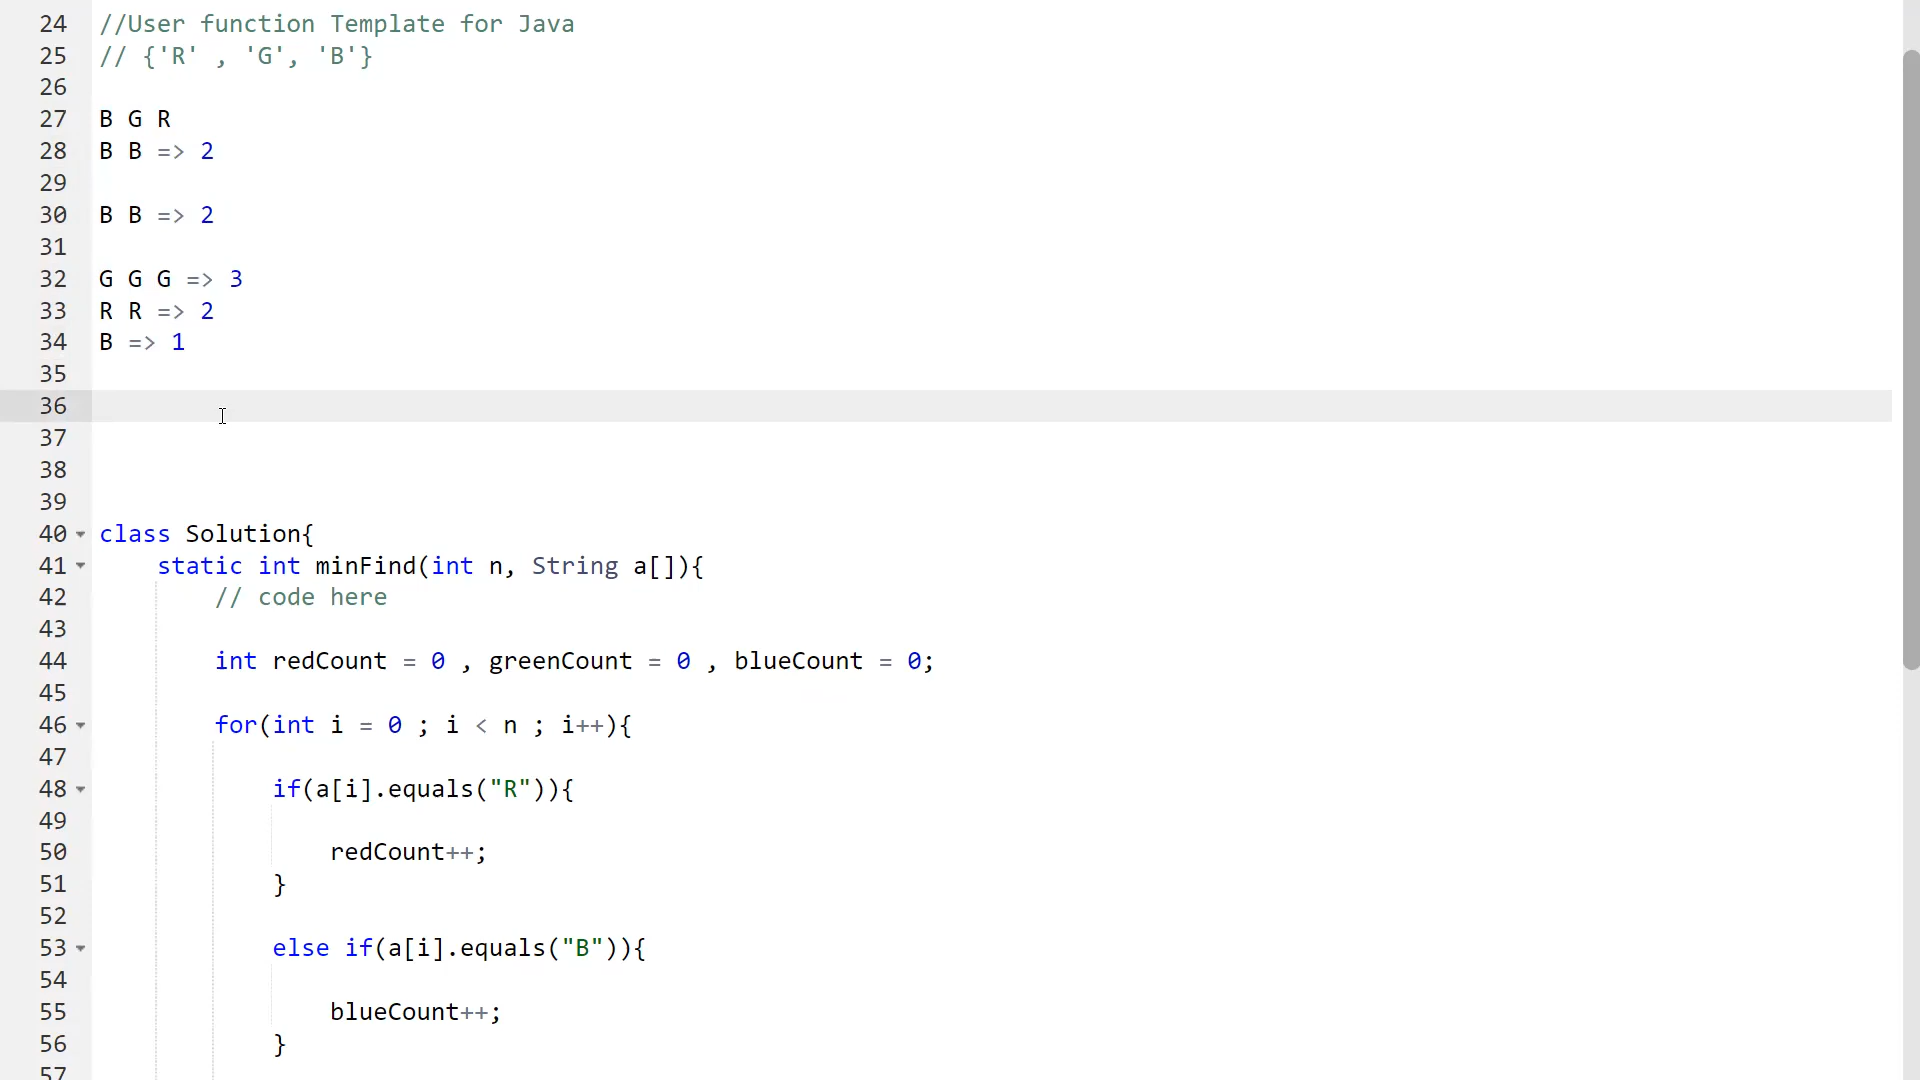 24 //User function Template for Java
25 // {'R' , 'G', 'B'}
26
27 B G R
28 B B => 2
29
30 B B => 2
31
32 G G G => 3
33 R R => 2
34 B => 1
35
36
37
38
39
40 class Solution{
41     static int minFind(int n, String a[]){
42         // code here
43
44         int redCount = 0 , greenCount = 0 , blueCount = 0;
45
46         for(int i = 0 ; i < n ; i++){
47
48             if(a[i].equals("R")){
49
50                 redCount++;
51             }
52
53             else if(a[i].equals("B")){
54
55                 blueCount++;
56             }
57